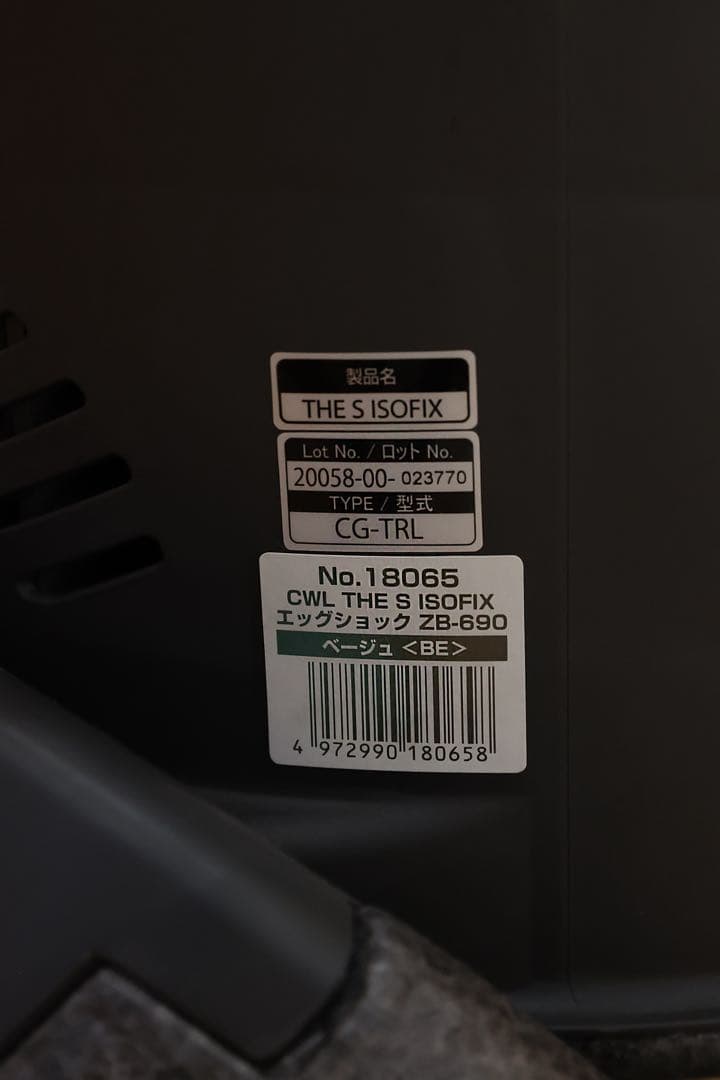 製品名
THE S ISOFIX
Lot No. / ロット No.
20058-00- 023770
TYPE / 型式
CG-TRL
No.18065
CWL THE S ISOFIX
エッグショック ZB-690
ベージュ <BE>
4 972990 180658